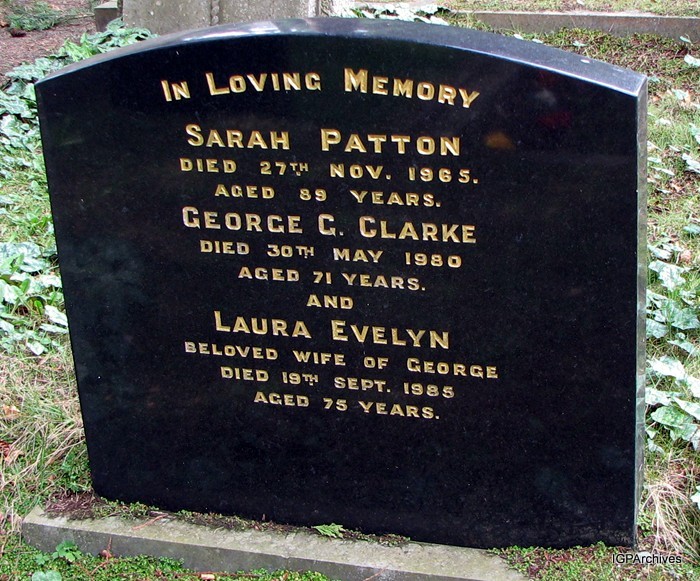 In Loving Memory
Sarah Patton
DIED 27TH NOV. 1965.
AGED 89 YEARS.
GEORGE G. CLARKE
DIED 30TH MAY 1980
AGED 71 YEARS.
AND
Laura Evelyn
BELOVED WIFE OF GEORGE
DIED 19TH SEPT. 1985
AGED 75 YEARS.
IGPArchives